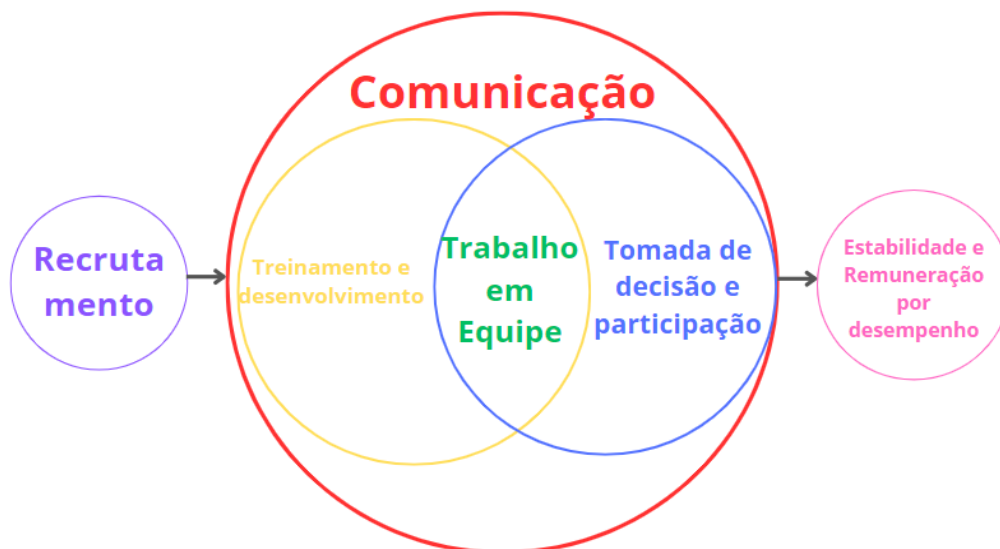 Comunicação
Recruta
mento
Treinamento e
desenvolvimento
Trabalho
em
Equipe
Tomada de
decisão e
participação
Estabilidade e
Remuneração
por
desempenho